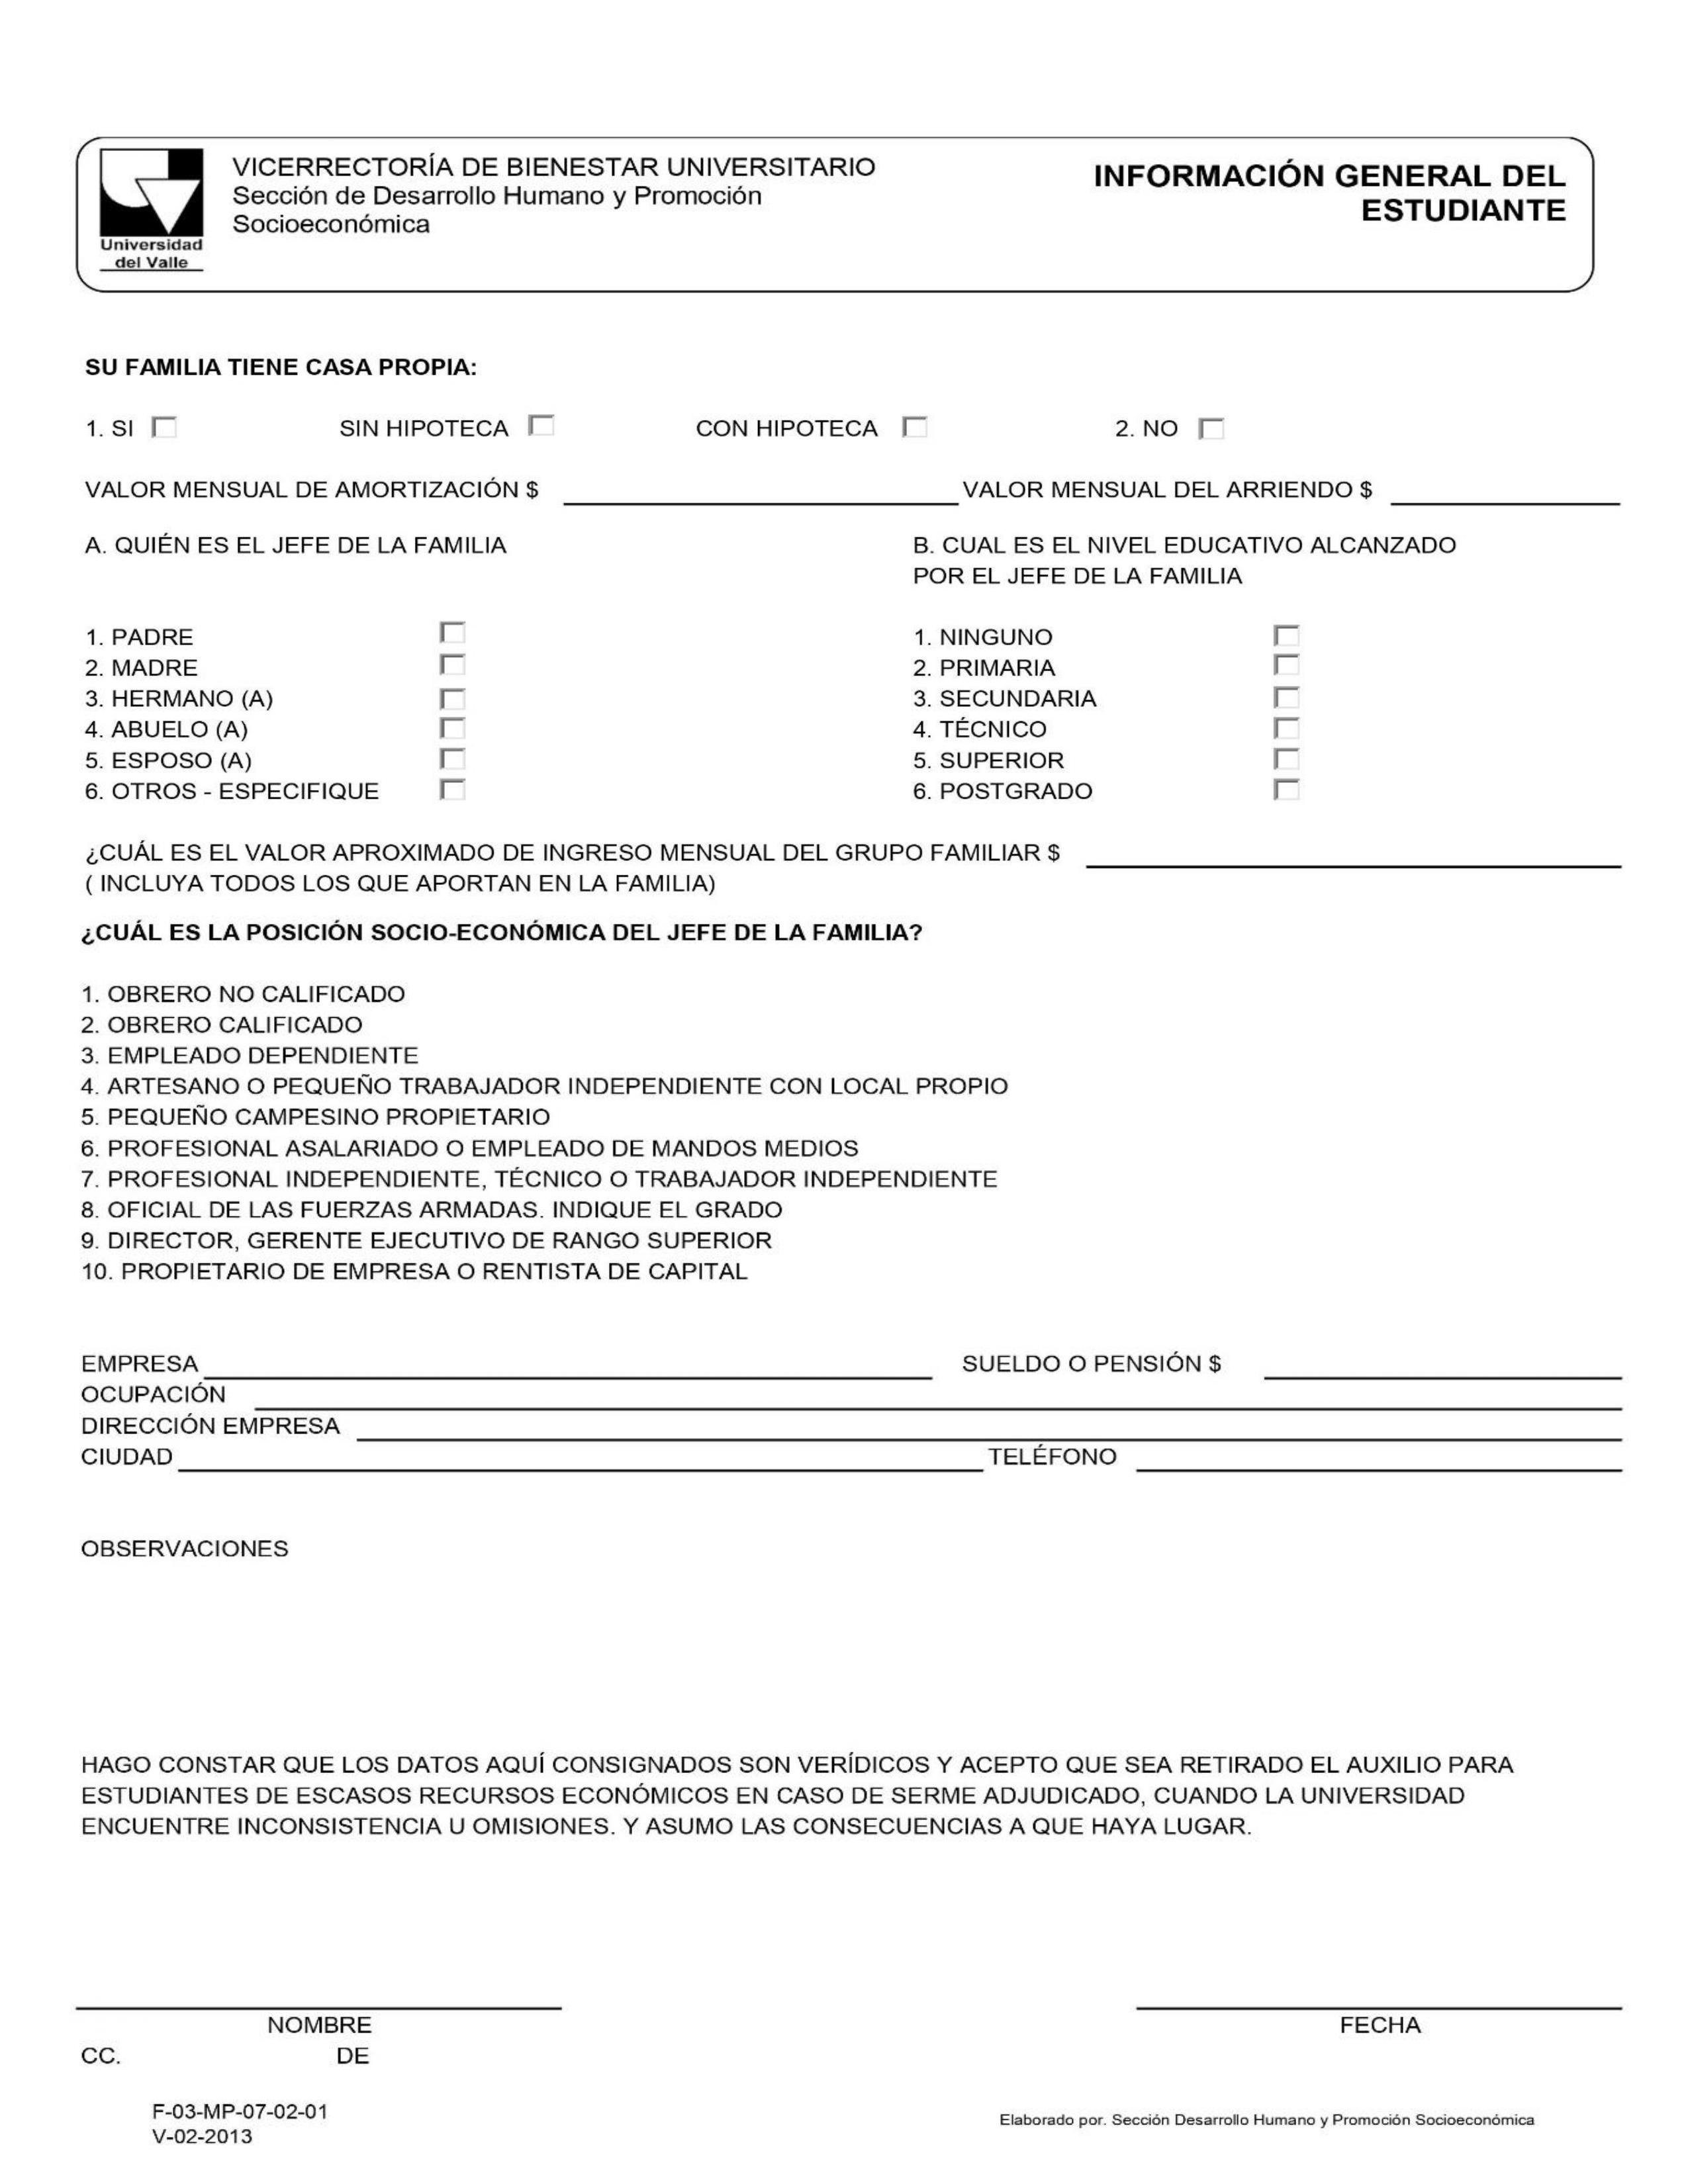 VICERRECTORÍA DE BIENESTAR UNIVERSITARIO
Sección de Desarrollo Humano y Promoción
Socioeconómica
Universidad
del Valle
INFORMACIÓN GENERAL DEL
ESTUDIANTE
SU FAMILIA TIENE CASA PROPIA:
1. SI SIN HIPOTECA CON HIPOTECA 2. NO
VALOR MENSUAL DE AMORTIZACIÓN $ VALOR MENSUAL DEL ARRIENDO $
A. QUIÉN ES EL JEFE DE LA FAMILIA
1. PADRE
2. MADRE
3. HERMANO (A)
4. ABUELO (A)
5. ESPOSO (A)
6. OTROS - ESPECIFIQUE
B. CUAL ES EL NIVEL EDUCATIVO ALCANZADO
POR EL JEFE DE LA FAMILIA
1. NINGUNO
2. PRIMARIA
3. SECUNDARIA
4. TÉCNICO
5. SUPERIOR
6. POSTGRADO
¿CUÁL ES EL VALOR APROXIMADO DE INGRESO MENSUAL DEL GRUPO FAMILIAR $
( INCLUYA TODOS LOS QUE APORTAN EN LA FAMILIA)
¿CUÁL ES LA POSICIÓN SOCIO-ECONÓMICA DEL JEFE DE LA FAMILIA?
1. OBRERO NO CALIFICADO
2. OBRERO CALIFICADO
3. EMPLEADO DEPENDIENTE
4. ARTESANO O PEQUEÑO TRABAJADOR INDEPENDIENTE CON LOCAL PROPIO
5. PEQUEÑO CAMPESINO PROPIETARIO
6. PROFESIONAL ASALARIADO O EMPLEADO DE MANDOS MEDIOS
7. PROFESIONAL INDEPENDIENTE, TÉCNICO O TRABAJADOR INDEPENDIENTE
8. OFICIAL DE LAS FUERZAS ARMADAS. INDIQUE EL GRADO
9. DIRECTOR, GERENTE EJECUTIVO DE RANGO SUPERIOR
10. PROPIETARIO DE EMPRESA O RENTISTA DE CAPITAL
EMPRESA SUELDO O PENSIÓN $
OCUPACIÓN
DIRECCIÓN EMPRESA
CIUDAD TELÉFONO
OBSERVACIONES
HAGO CONSTAR QUE LOS DATOS AQUÍ CONSIGNADOS SON VERÍDICOS Y ACEPTO QUE SEA RETIRADO EL AUXILIO PARA
ESTUDIANTES DE ESCASOS RECURSOS ECONÓMICOS EN CASO DE SERME ADJUDICADO, CUANDO LA UNIVERSIDAD
ENCUENTRE INCONSISTENCIA U OMISIONES. Y ASUMO LAS CONSECUENCIAS A QUE HAYA LUGAR.
NOMBRE FECHA
CC. DE
F-03-MP-07-02-01
V-02-2013
Elaborado por. Sección Desarrollo Humano y Promoción Socioeconómica